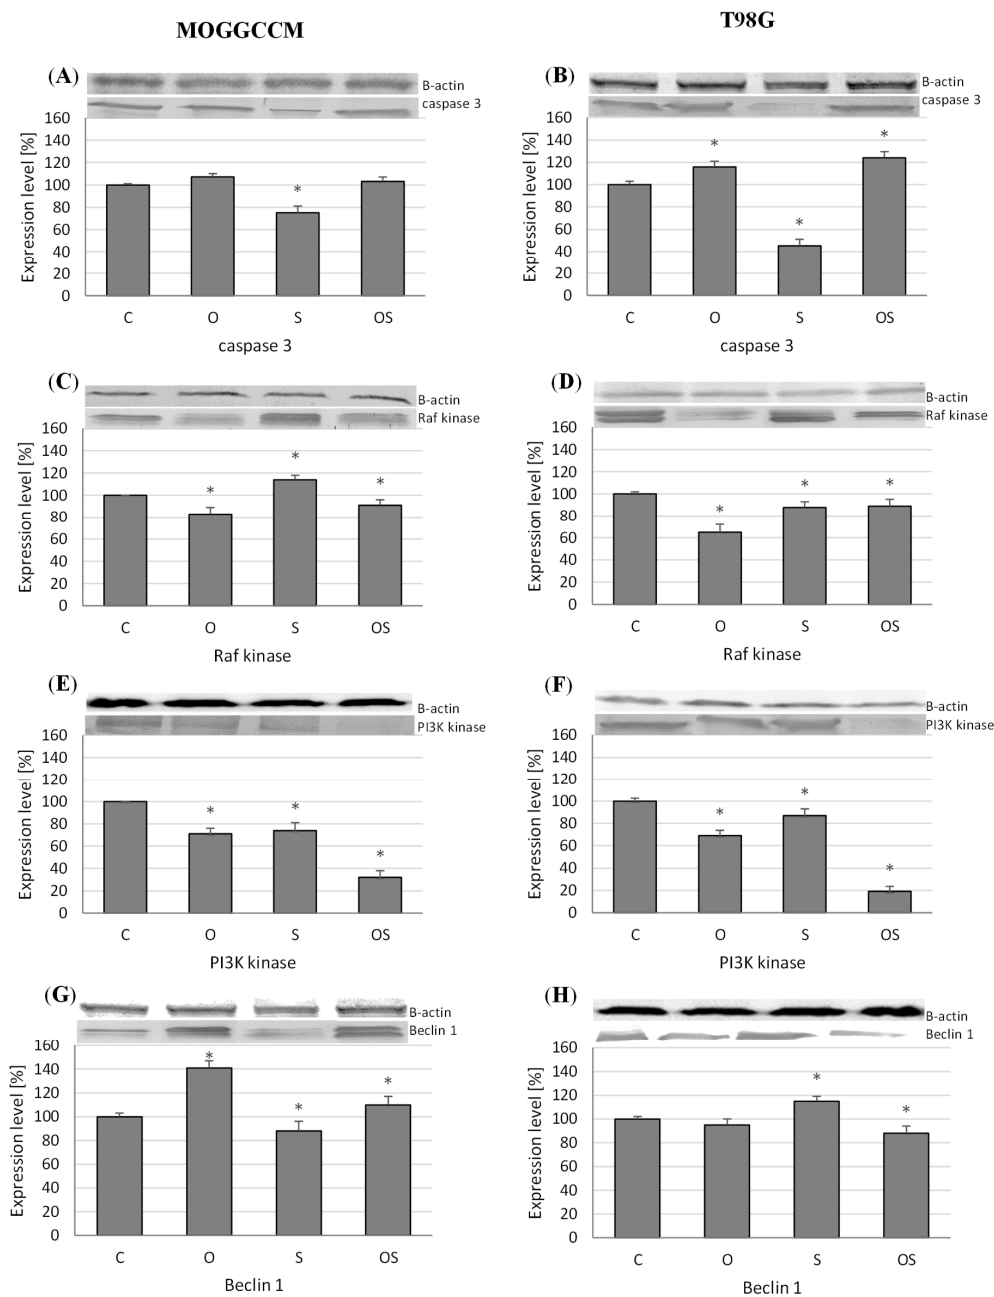 MOGGCCM
T98G
(A)
B-actin
caspase 3
Expression level [%]
160
140
120
100
80
60
40
20
0
*
C O S OS
caspase 3
(B)
B-actin
caspase 3
Expression level [%]
160
140
120
100
80
60
40
20
0
* * *
C O S OS
caspase 3
(C)
B-actin
Raf kinase
Expression level [%]
160
140
120
100
80
60
40
20
0
* * *
C O S OS
Raf kinase
(D)
B-actin
Raf kinase
Expression level [%]
160
140
120
100
80
60
40
20
0
* * *
C O S OS
Raf kinase
(E)
B-actin
PI3K kinase
Expression level [%]
160
140
120
100
80
60
40
20
0
* * *
C O S OS
PI3K kinase
(F)
B-actin
PI3K kinase
Expression level [%]
160
140
120
100
80
60
40
20
0
* * *
C O S OS
PI3K kinase
(G)
B-actin
Beclin 1
Expression level [%]
160
140
120
100
80
60
40
20
0
* * *
C O S OS
Beclin 1
(H)
B-actin
Beclin 1
Expression level [%]
160
140
120
100
80
60
40
20
0
* *
C O S OS
Beclin 1